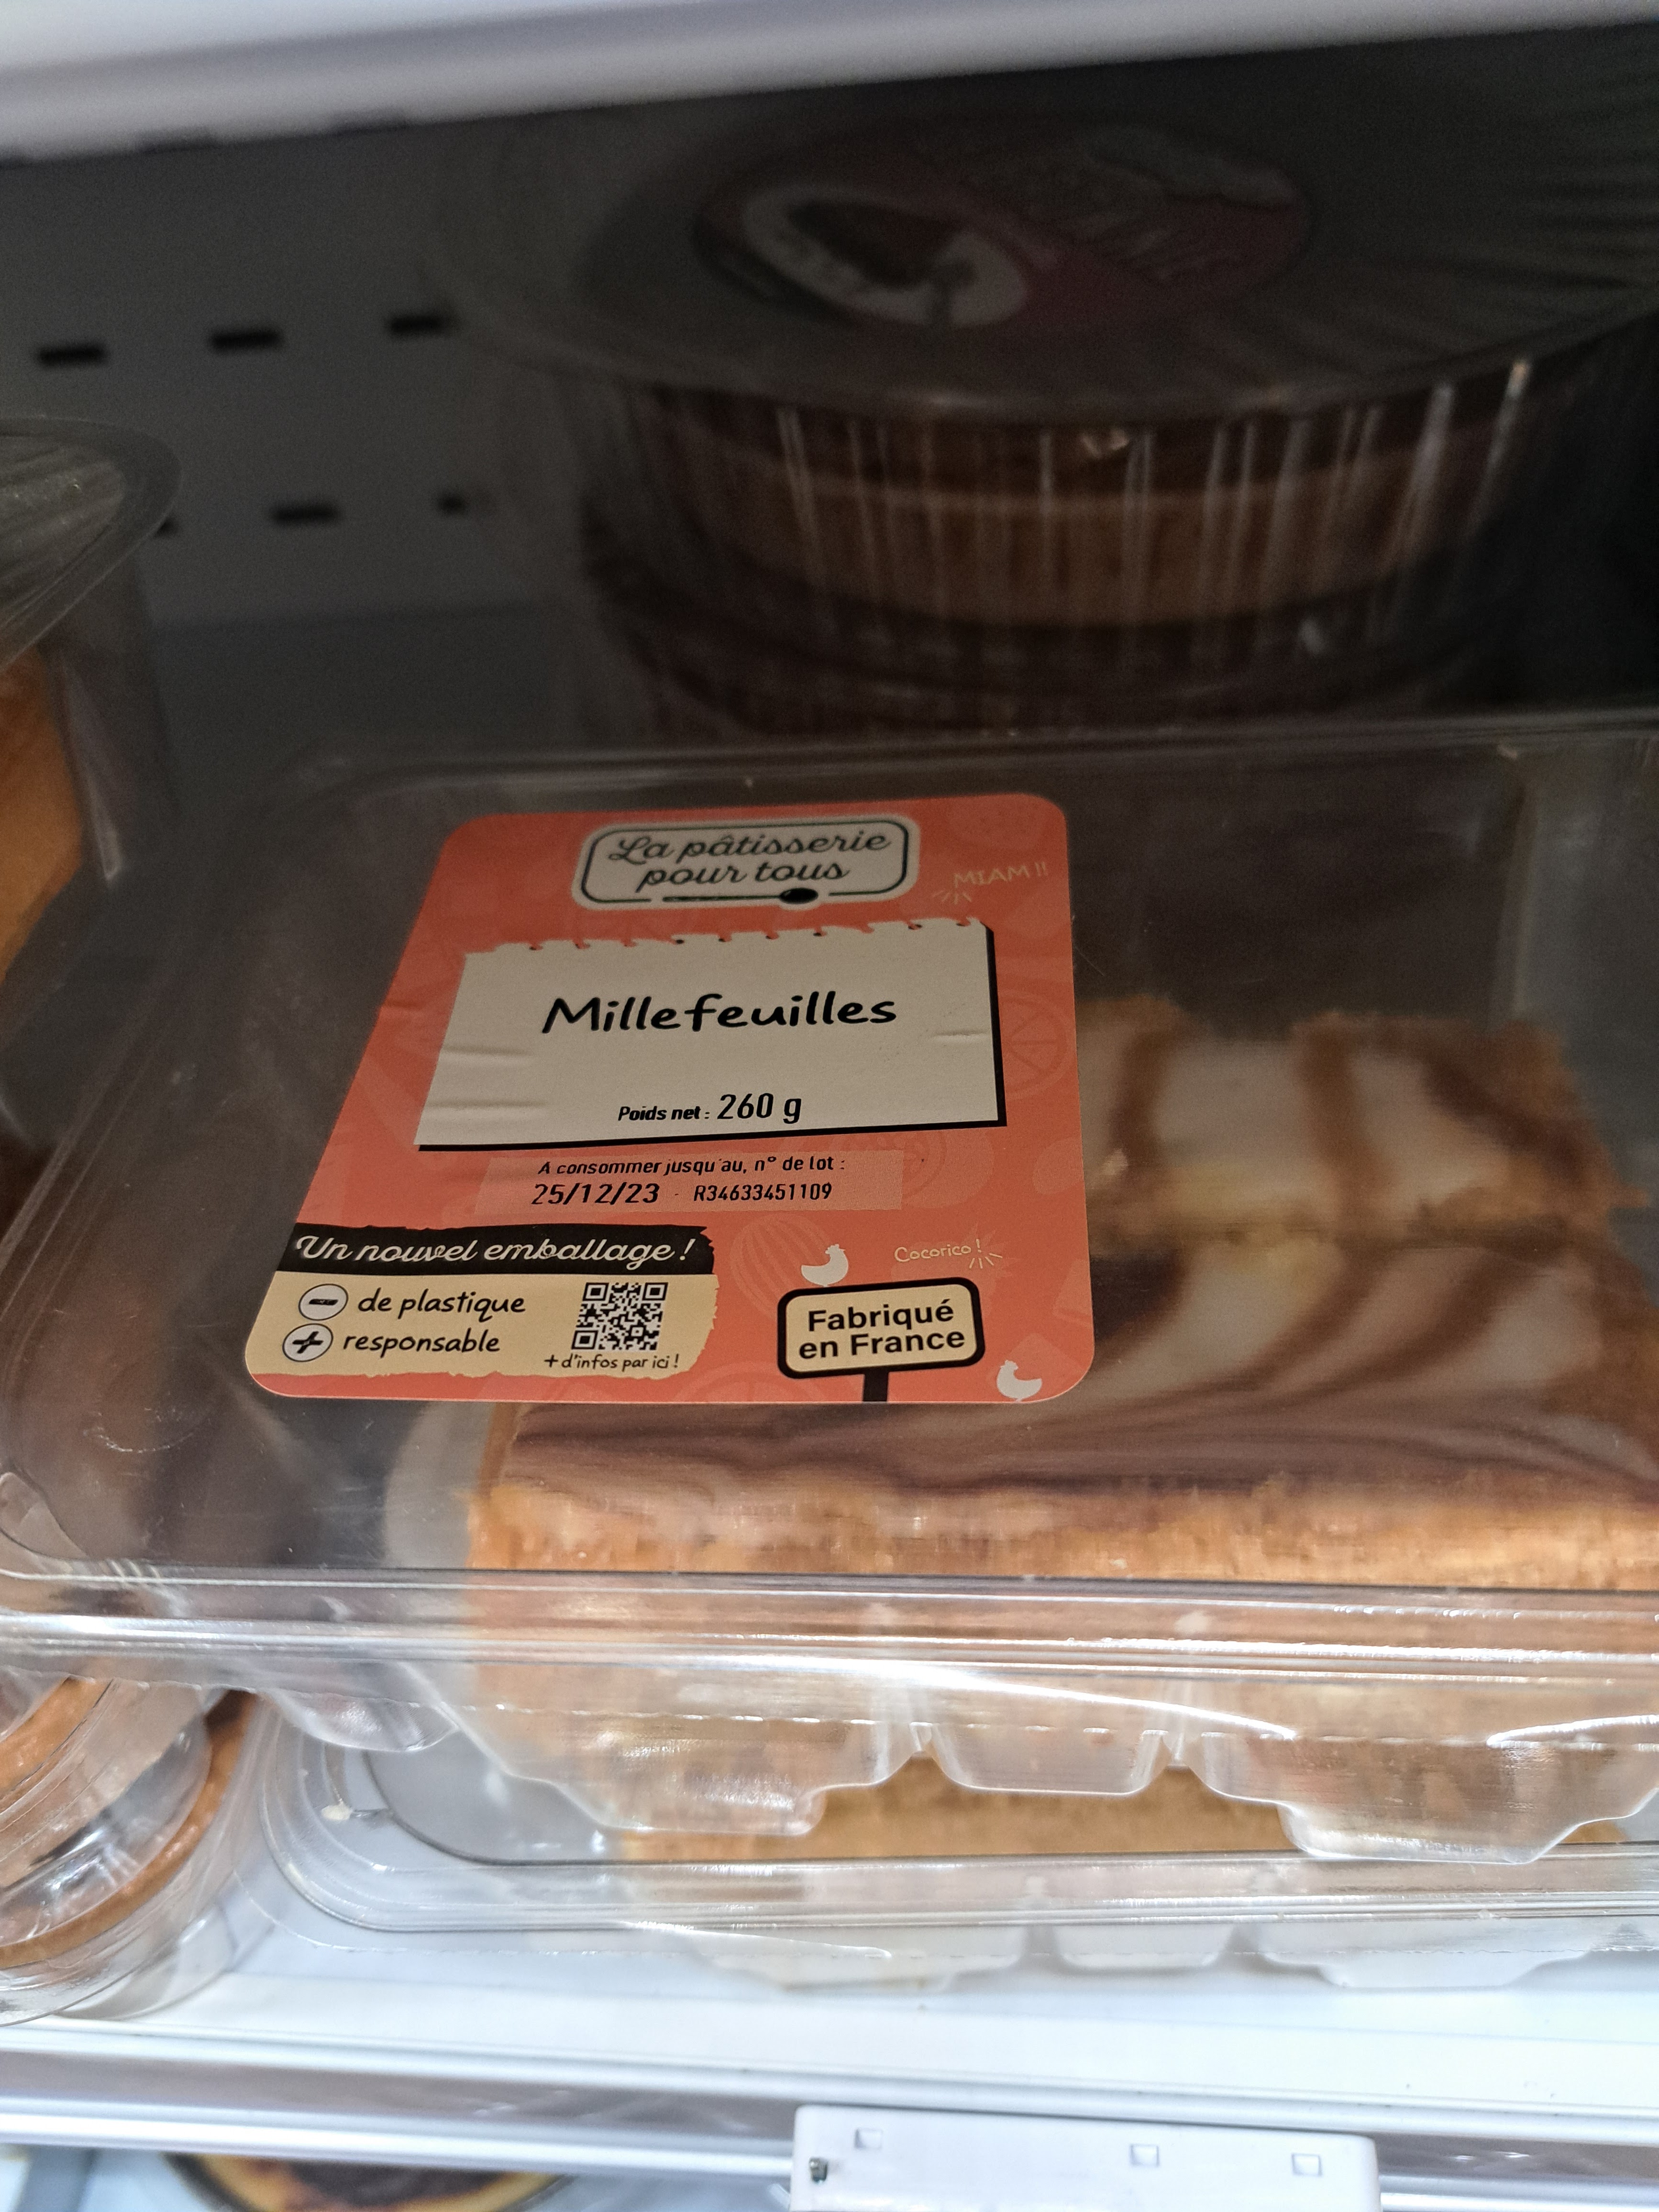 La pâtisserie
pour tous
MIAM !!
Millefeuilles
Poids net : 260 g
A consommer jusqu'au, n° de lot :
25/12/23 - R34633451109
Un nouvel emballage !
- de plastique
+ responsable
+ d'infos par ici !
Cocorico !
Fabriqué
en France